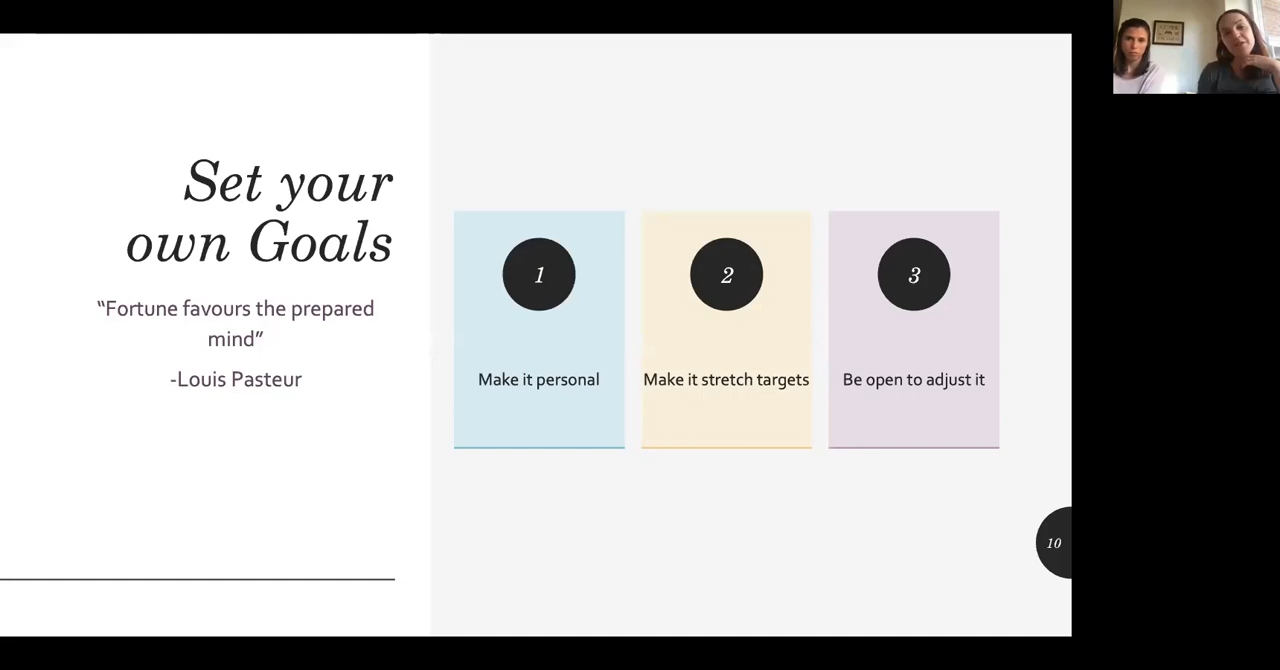 Set your
own Goals
“Fortune favours the prepared
mind”
-Louis Pasteur
1
Make it personal
2
Make it stretch targets
3
Be open to adjust it
10